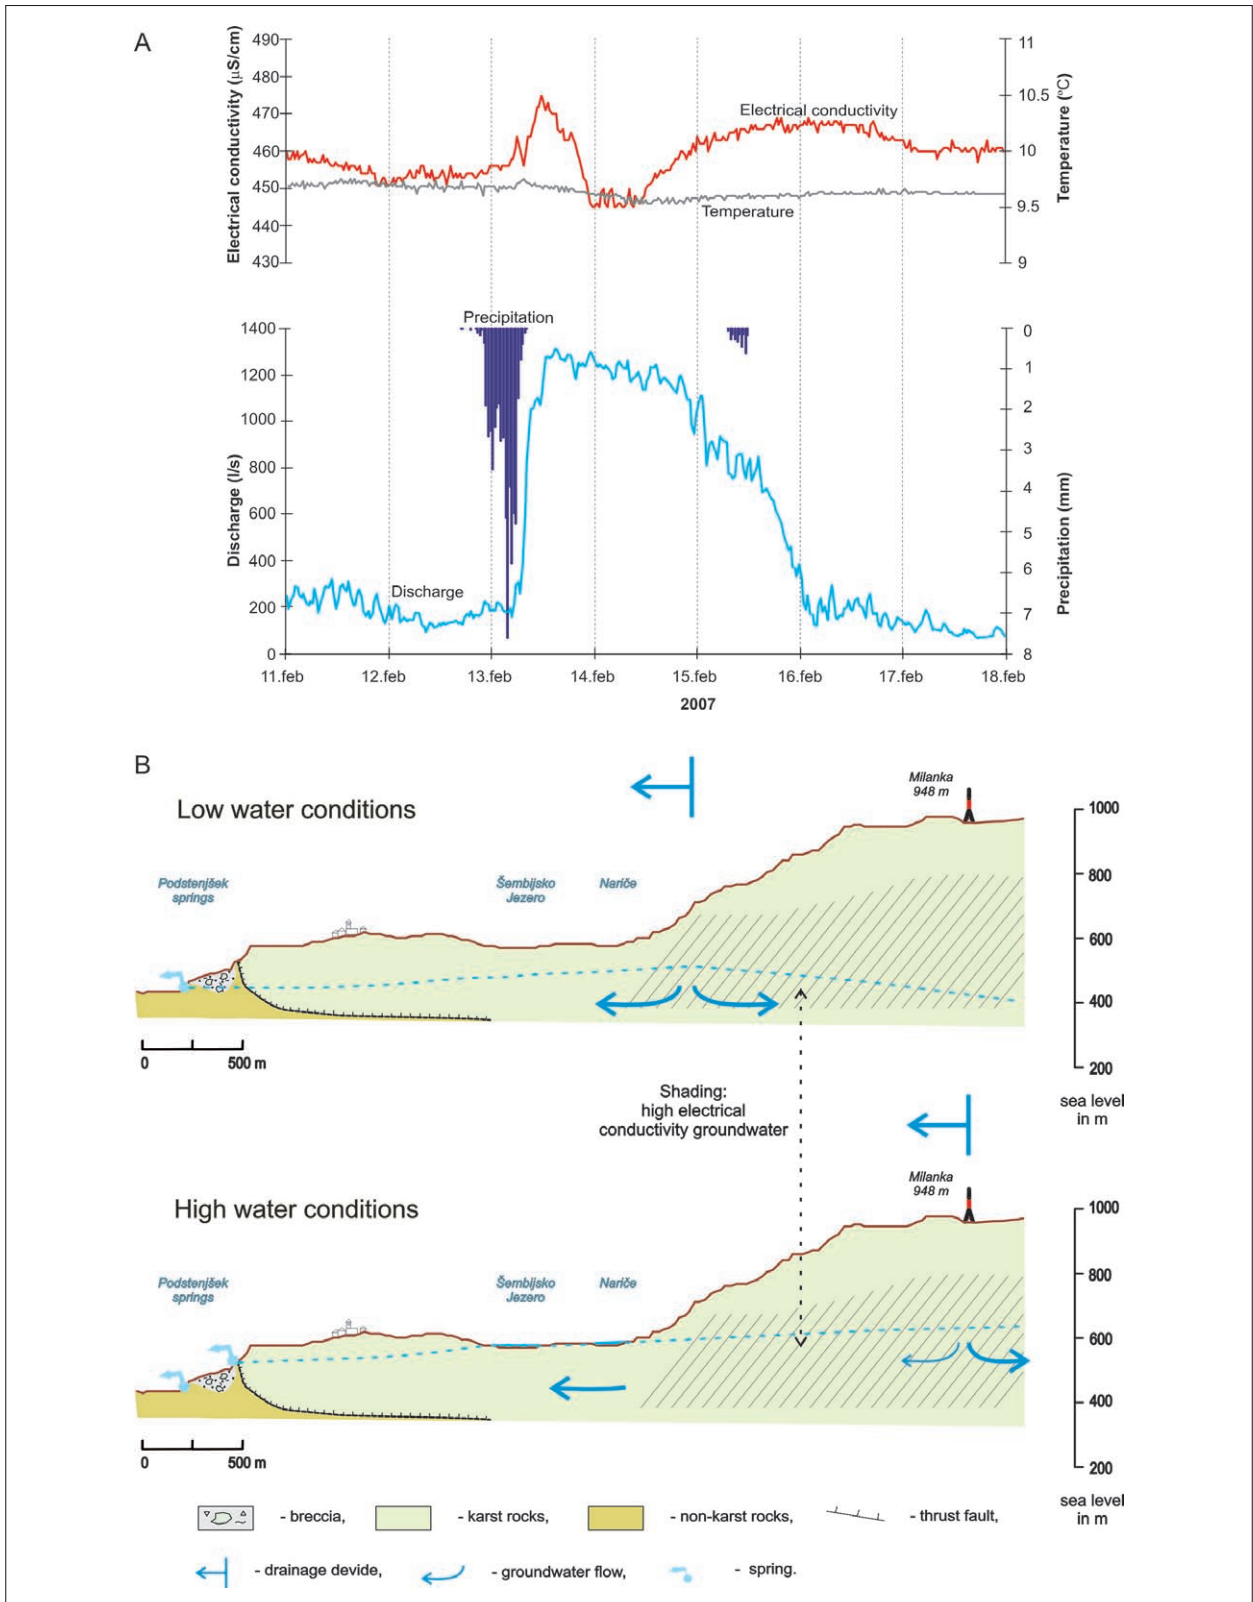 A
Electrical conductivity (µS/cm)
490
480
470
460
450
440
430
Electrical conductivity
Temperature
11
10.5
10
9.5
9
Temperature (ºC)
Precipitation
Discharge (l/s)
1400
1200
1000
800
600
400
200
0
Discharge
0
1
2
3
4
5
6
7
8
Precipitation (mm)
11.feb
12.feb
13.feb
14.feb
15.feb
16.feb
17.feb
18.feb
2007
B
Low water conditions
Milanka
948 m
Podstenjšek
springs
Šembijsko
Jezero
Nariče
1000
800
600
400
200
sea level
in m
0
500 m
Shading:
high electrical
conductivity groundwater
High water conditions
Milanka
948 m
Podstenjšek
springs
Šembijsko
Jezero
Nariče
1000
800
600
400
200
sea level
in m
0
500 m
- breccia,
- karst rocks,
- non-karst rocks,
- thrust fault,
- drainage devide,
- groundwater flow,
- spring.